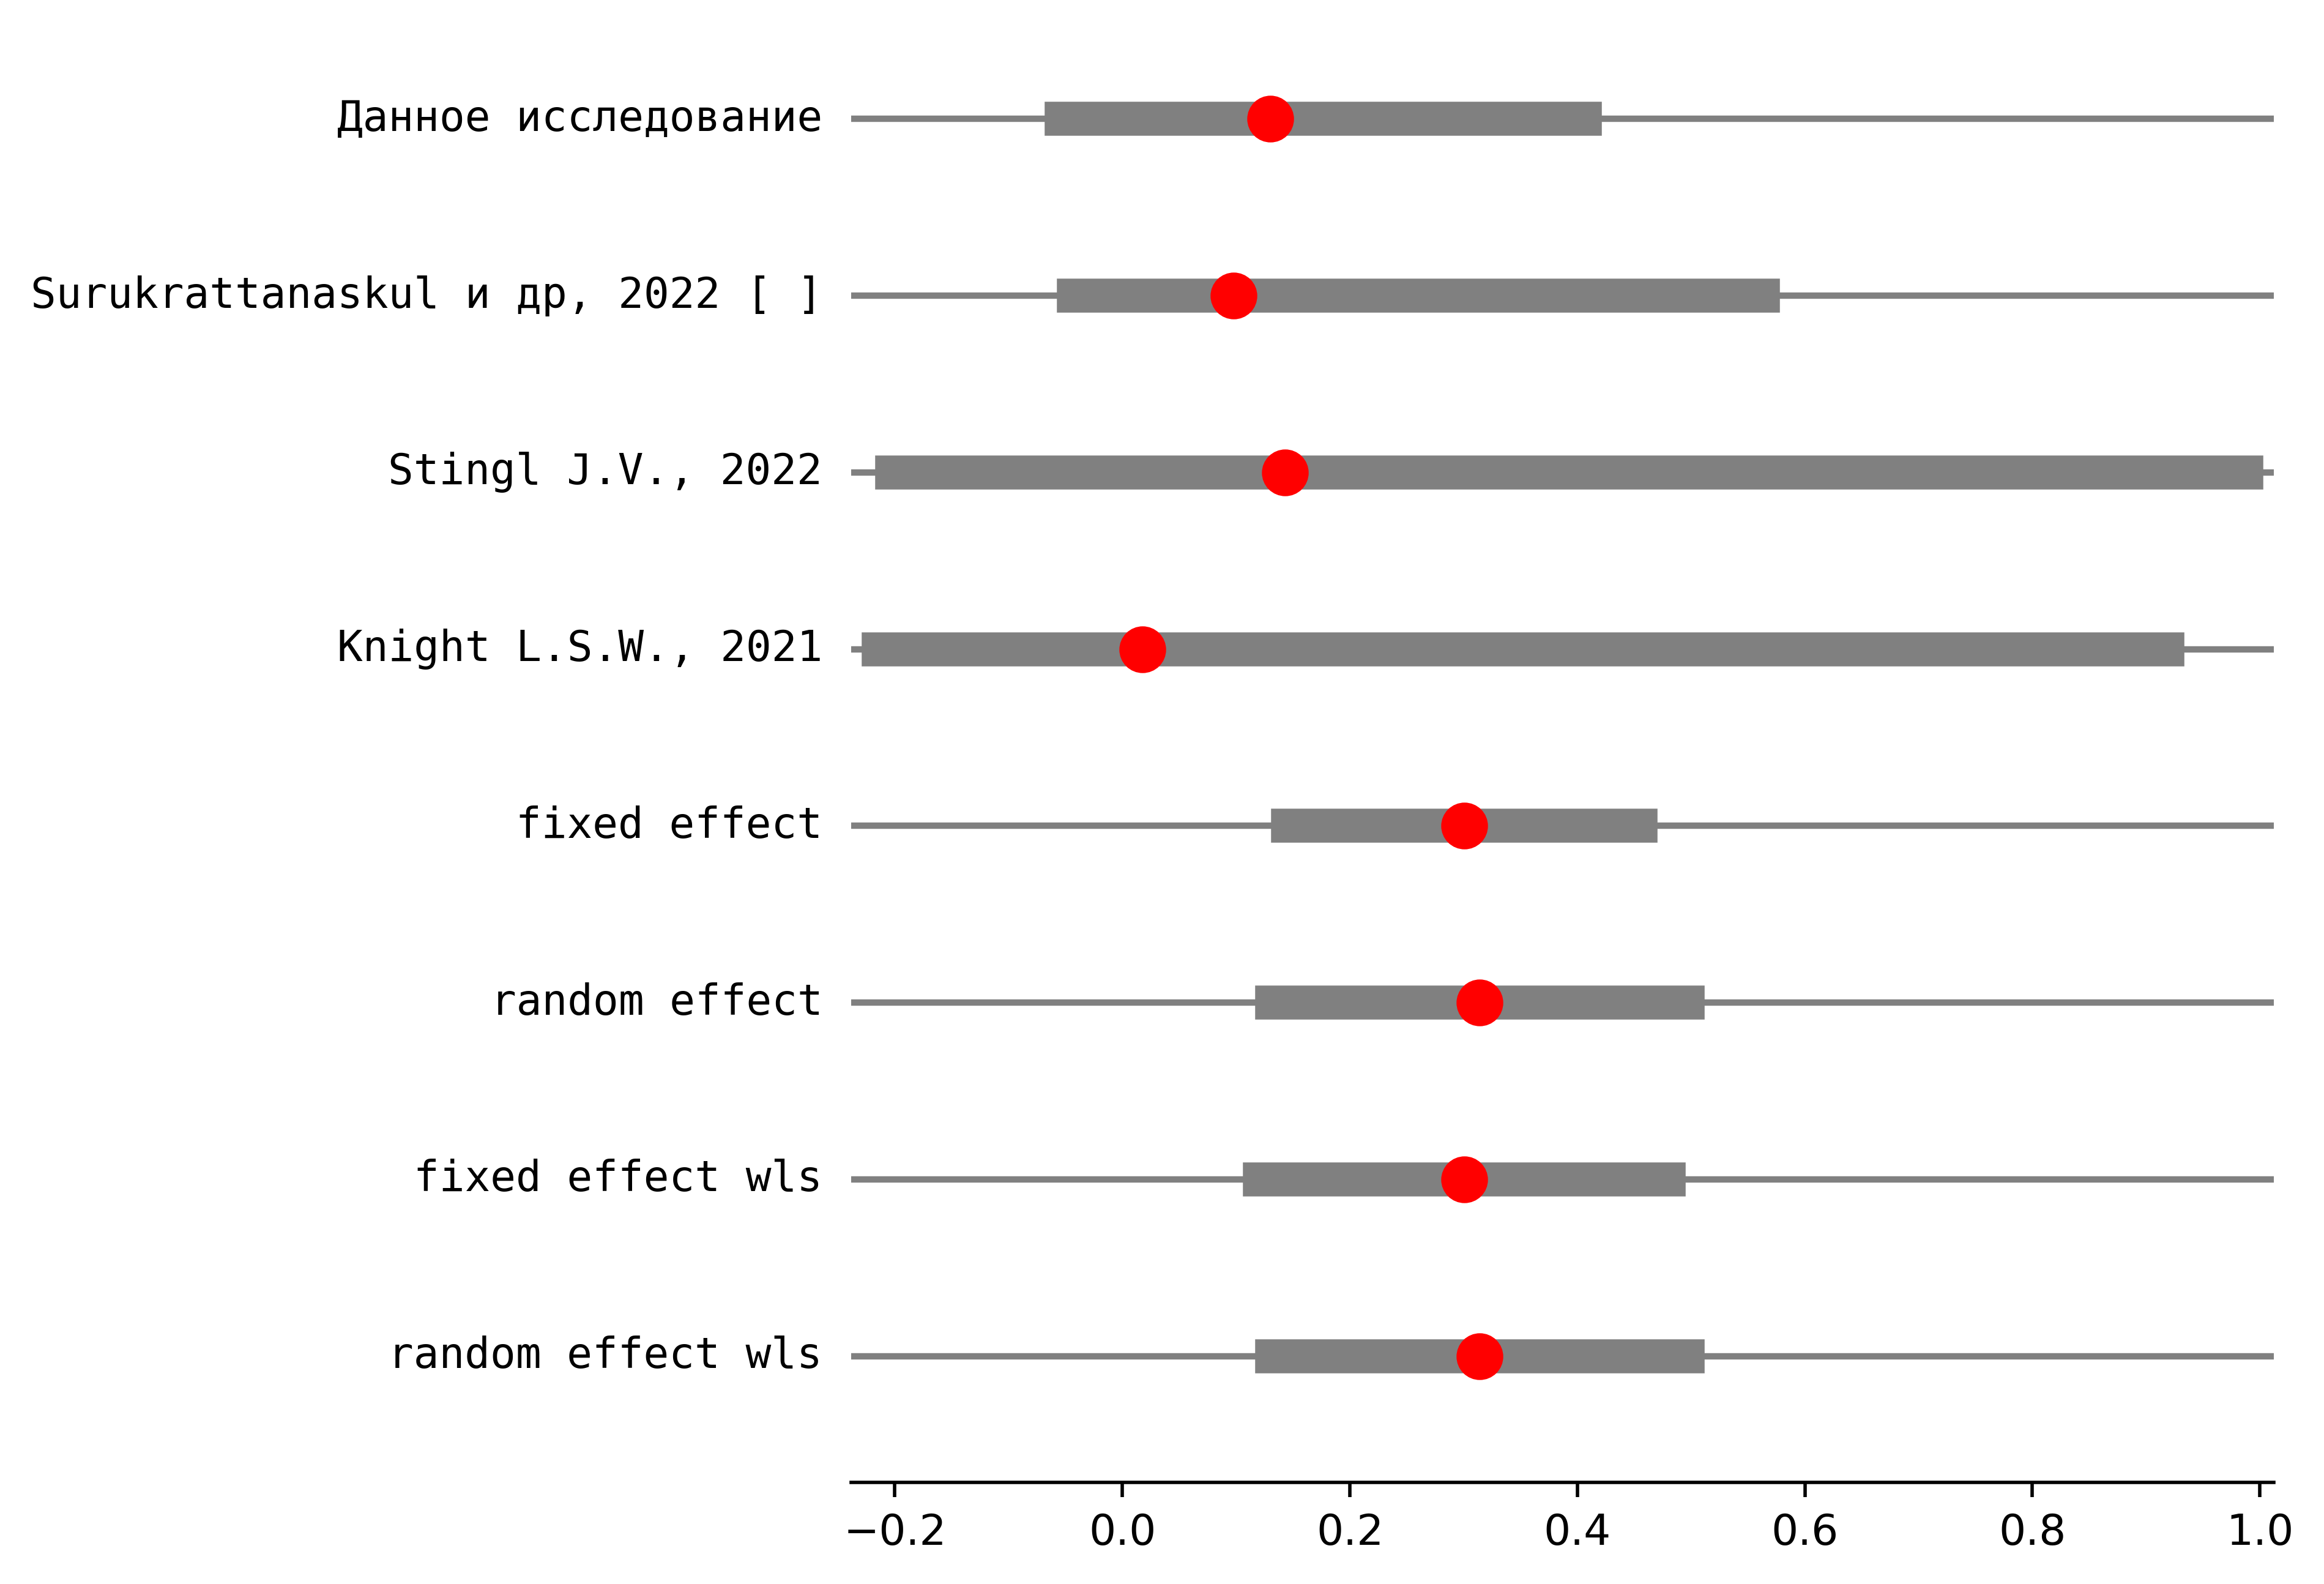 Данное исследование
Surukrattanaskul и др, 2022 [ ]
Stingl J.V., 2022
Knight L.S.W., 2021
fixed effect
random effect
fixed effect wls
random effect wls
−0.2 0.0 0.2 0.4 0.6 0.8 1.0